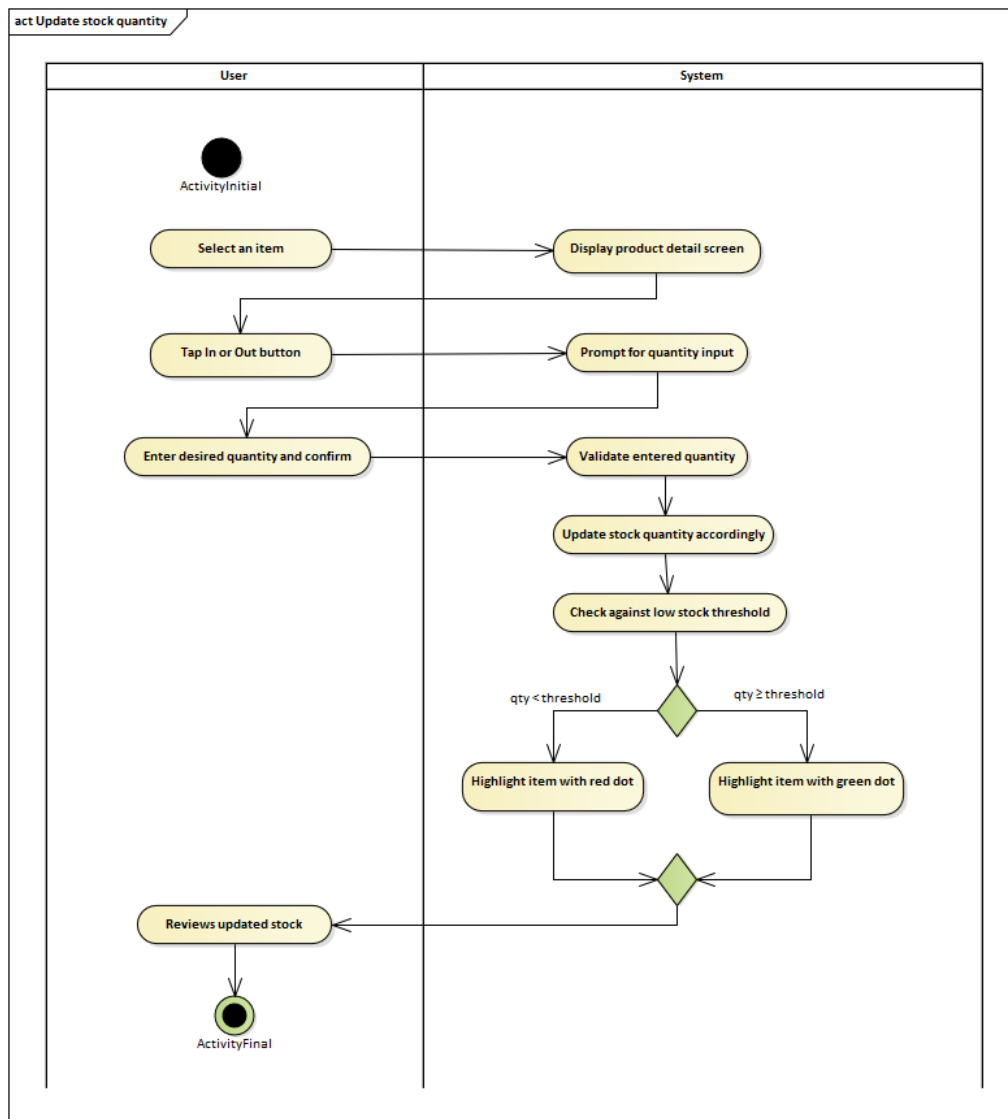 act Update stock quantity
User
System
ActivityInitial
Select an item
Display product detail screen
Tap In or Out button
Prompt for quantity input
Enter desired quantity and confirm
Validate entered quantity
Update stock quantity accordingly
Check against low stock threshold
qty < threshold
qty ≥ threshold
Highlight item with red dot
Highlight item with green dot
Reviews updated stock
ActivityFinal